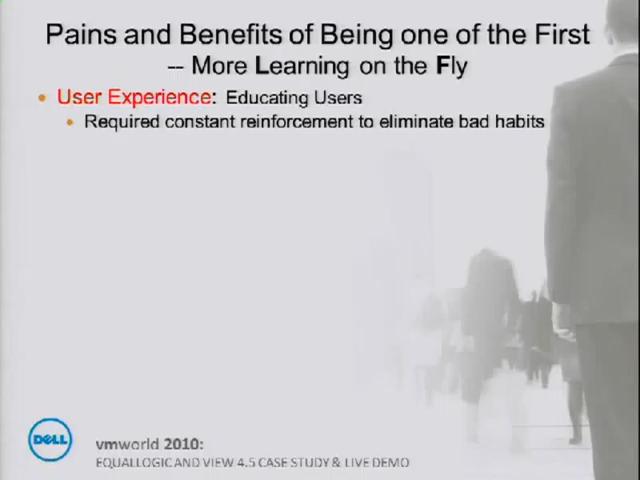 Pains and Benefits of Being one of the First
-- More Learning on the Fly
• User Experience: Educating Users
• Required constant reinforcement to eliminate bad habits
DELL
vmworld 2010:
EQUALLOGIC AND VIEW 4.5 CASE STUDY & LIVE DEMO